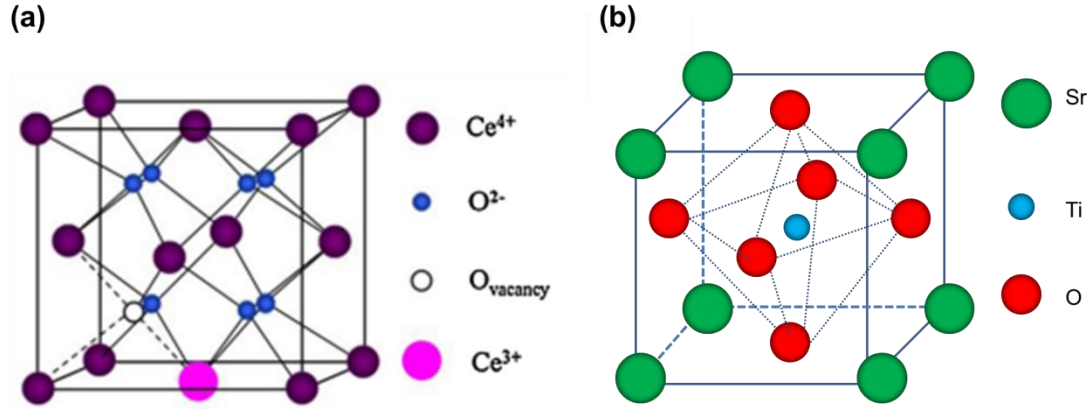 (a)
Ce⁴⁺
O²⁻
Ovacancy
Ce³⁺
(b)
Sr
Ti
O